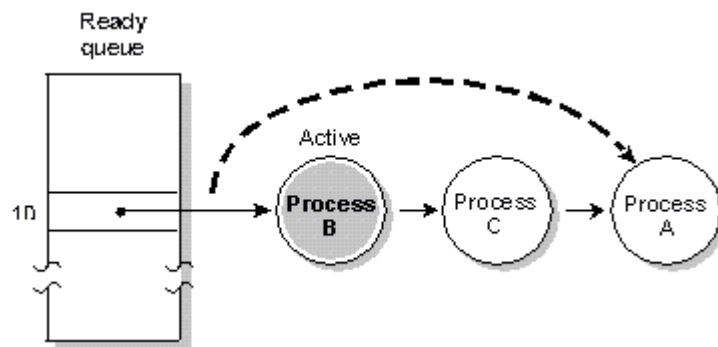 Ready
queue
Active
10
Process
B
Process
C
Process
A